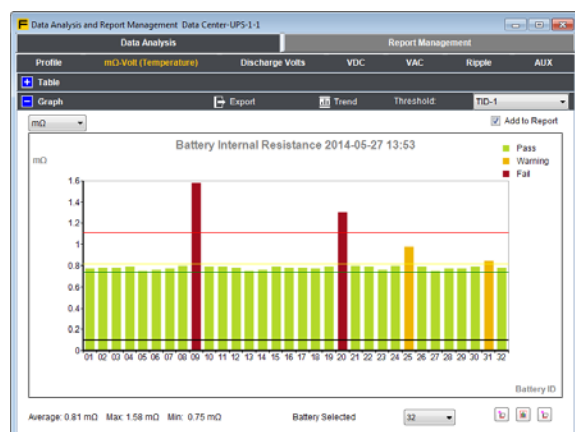 Data Analysis and Report Management Data Center-UPS-1-1
Data Analysis Report Management
Profile mΩ-Volt (Temperature) Discharge Volts VDC VAC Ripple AUX
Table
Graph Export Trend Threshold: TID-1
mΩ Add to Report
Battery Internal Resistance 2014-05-27 13:53
mΩ
Pass
Warning
Fail
1.6
1.4
1.2
1
0.8
0.6
0.4
0.2
0
01 02 03 04 05 06 07 08 09 10 11 12 13 14 15 16 17 18 19 20 21 22 23 24 25 26 27 28 29 30 31 32
Battery ID
Average: 0.81 mΩ Max: 1.58 mΩ Min: 0.75 mΩ Battery Selected 32